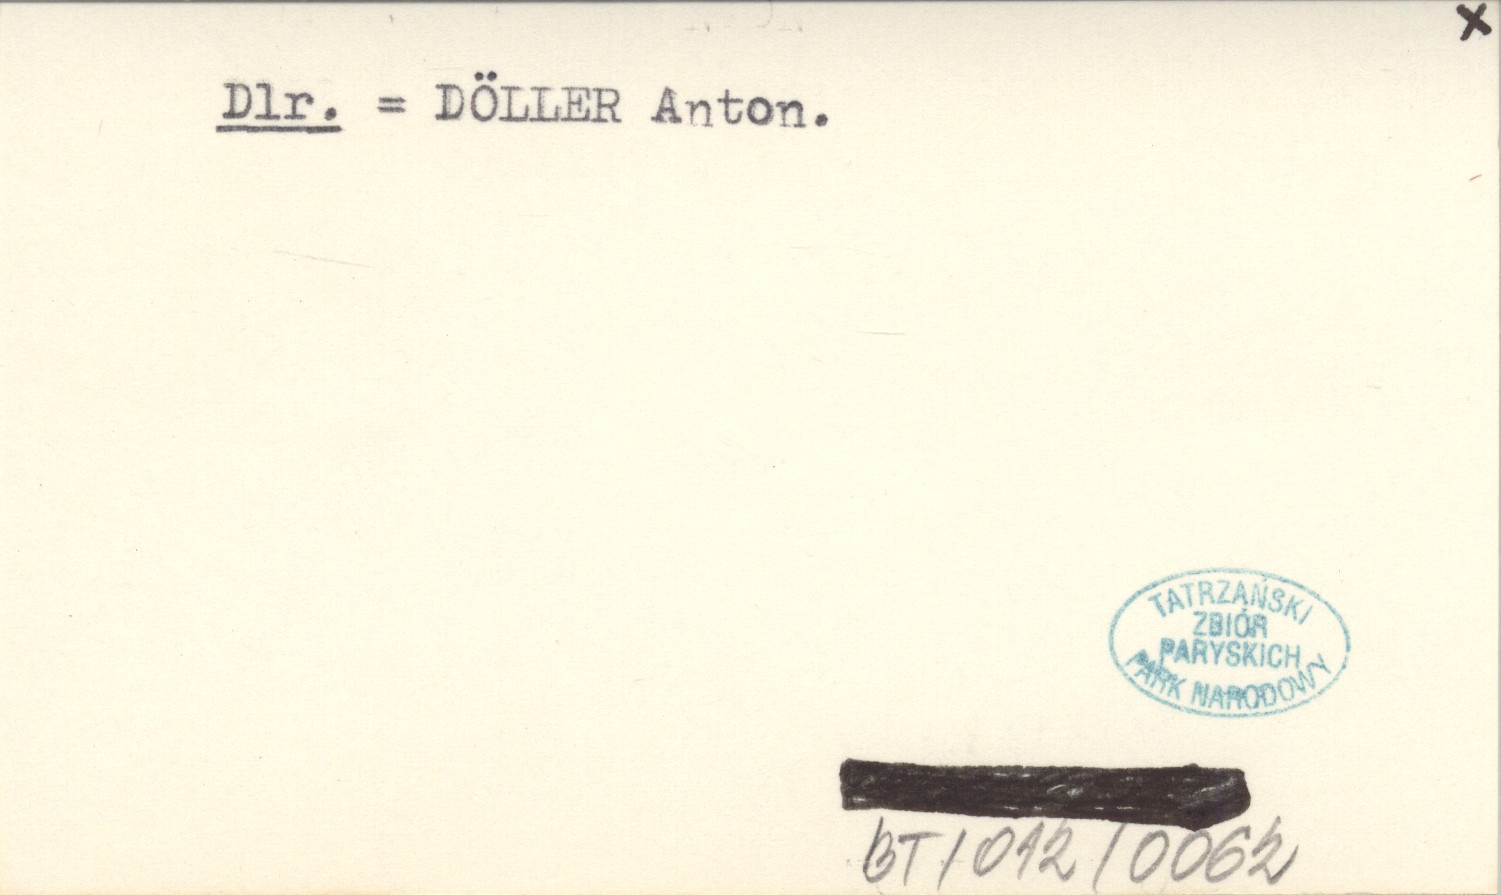 x
Dlr. = DÖLLER Anton.
TATRZAŃSKI
ZBIÓR
PARYSKICH
PARK NARODOWY
BT/012/0062